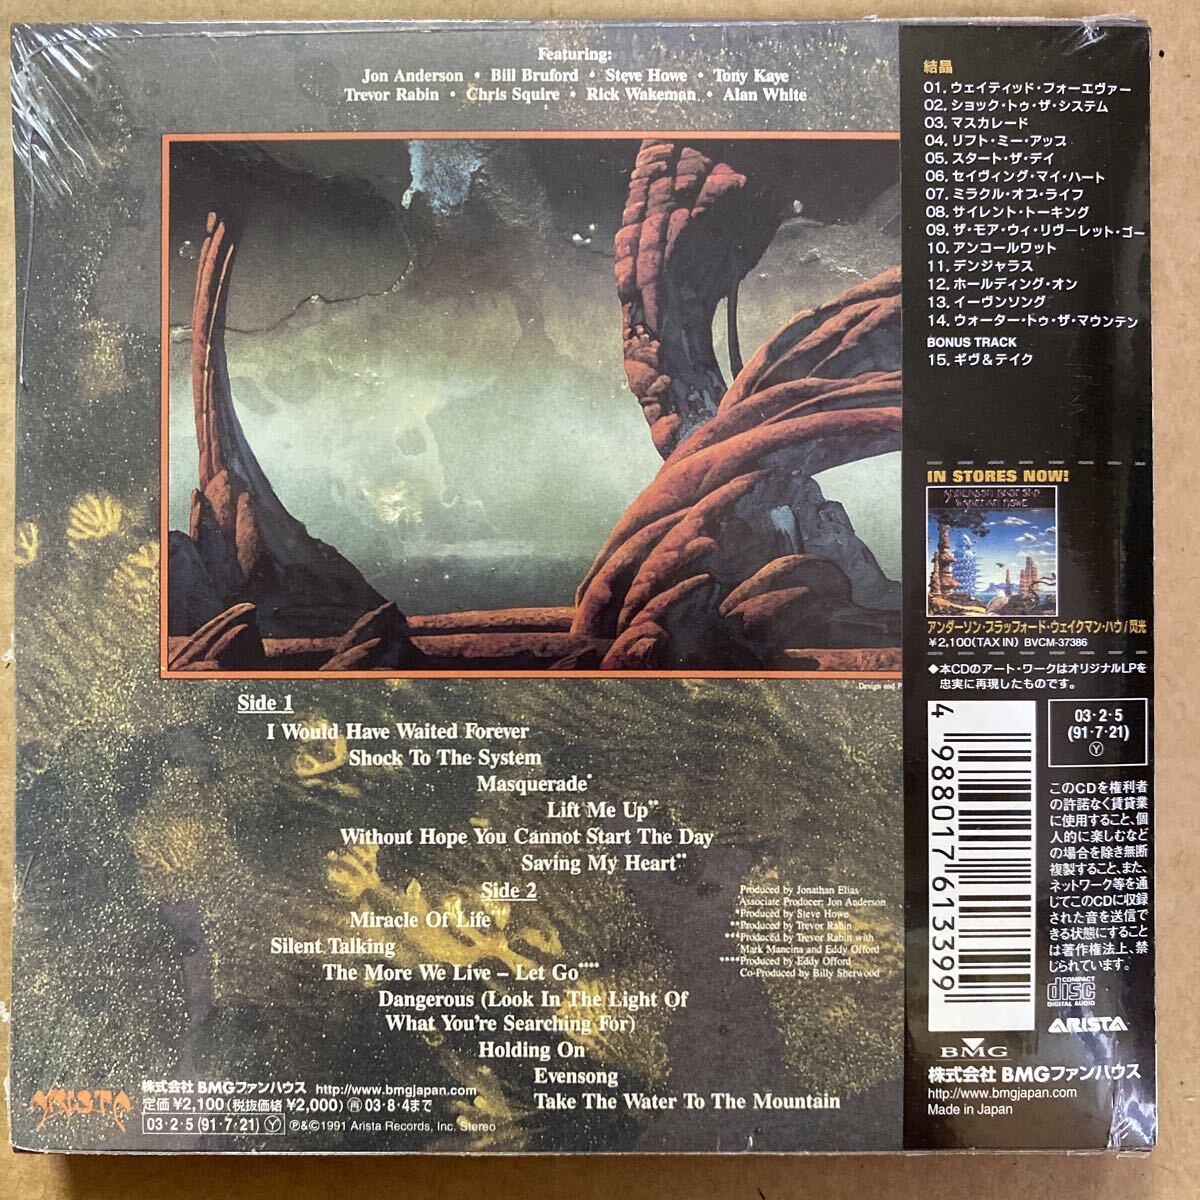 Featuring:
Jon Anderson • Bill Bruford • Steve Howe • Tony Kaye
Trevor Rabin • Chris Squire • Rick Wakeman • Alan White
Design and P
Side 1
I Would Have Waited Forever
Shock To The System
Masquerade*
Lift Me Up**
Without Hope You Cannot Start The Day
Saving My Heart**
Side 2
Miracle Of Life***
Silent Talking
The More We Live – Let Go****
Dangerous (Look In The Light Of
What You're Searching For)
Holding On
Evensong
Take The Water To The Mountain
Produced by Jonathan Elias
Associate Producer: Jon Anderson
*Produced by Steve Howe
**Produced by Trevor Rabin
***Produced by Trevor Rabin with
Mark Mancina and Eddy Offord
****Produced by Eddy Offord
Co-Produced by Billy Sherwood
ARISTA
株式会社 BMGファンハウス http://www.bmgjapan.com
定価 ¥2,100(税抜価格 ¥2,000) ㊢ 03・8・4まで
03・2・5 (91・7・21) Ⓨ ℗&©1991 Arista Records, Inc. Stereo
結晶
01. ウェイティッド・フォーエヴァー
02. ショック・トゥ・ザ・システム
03. マスカレード
04. リフト・ミー・アップ
05. スタート・ザ・デイ
06. セイヴィング・マイ・ハート
07. ミラクル・オブ・ライフ
08. サイレント・トーキング
09. ザ・モア・ウィ・リヴーレット・ゴー
10. アンコールワット
11. デンジャラス
12. ホールディング・オン
13. イーヴンソング
14. ウォーター・トゥ・ザ・マウンテン
BONUS TRACK
15. ギヴ&テイク
IN STORES NOW!
ANDERSON BRUFORD
WAKEMAN HOWE
アンダーソン・ブラッフォード・ウェイクマン・ハウ/閃光
¥2,100(TAX IN) BVCM-37386
◆本CDのアート・ワークはオリジナルLPを
忠実に再現したものです。
4 988017 613399
03・2・5
(91・7・21)
Ⓨ
このCDを権利者
の許諾なく賃貸業
に使用すること、個
人的に楽しむなど
の場合を除き無断
複製すること、また、
ネットワーク等を通
じてこのCDに収録
された音を送信で
きる状態にすること
は著作権法上、禁
じられています。
COMPACT
disc
DIGITAL AUDIO
ARISTA
BMG
株式会社 BMGファンハウス
http://www.bmgjapan.com
Made in Japan